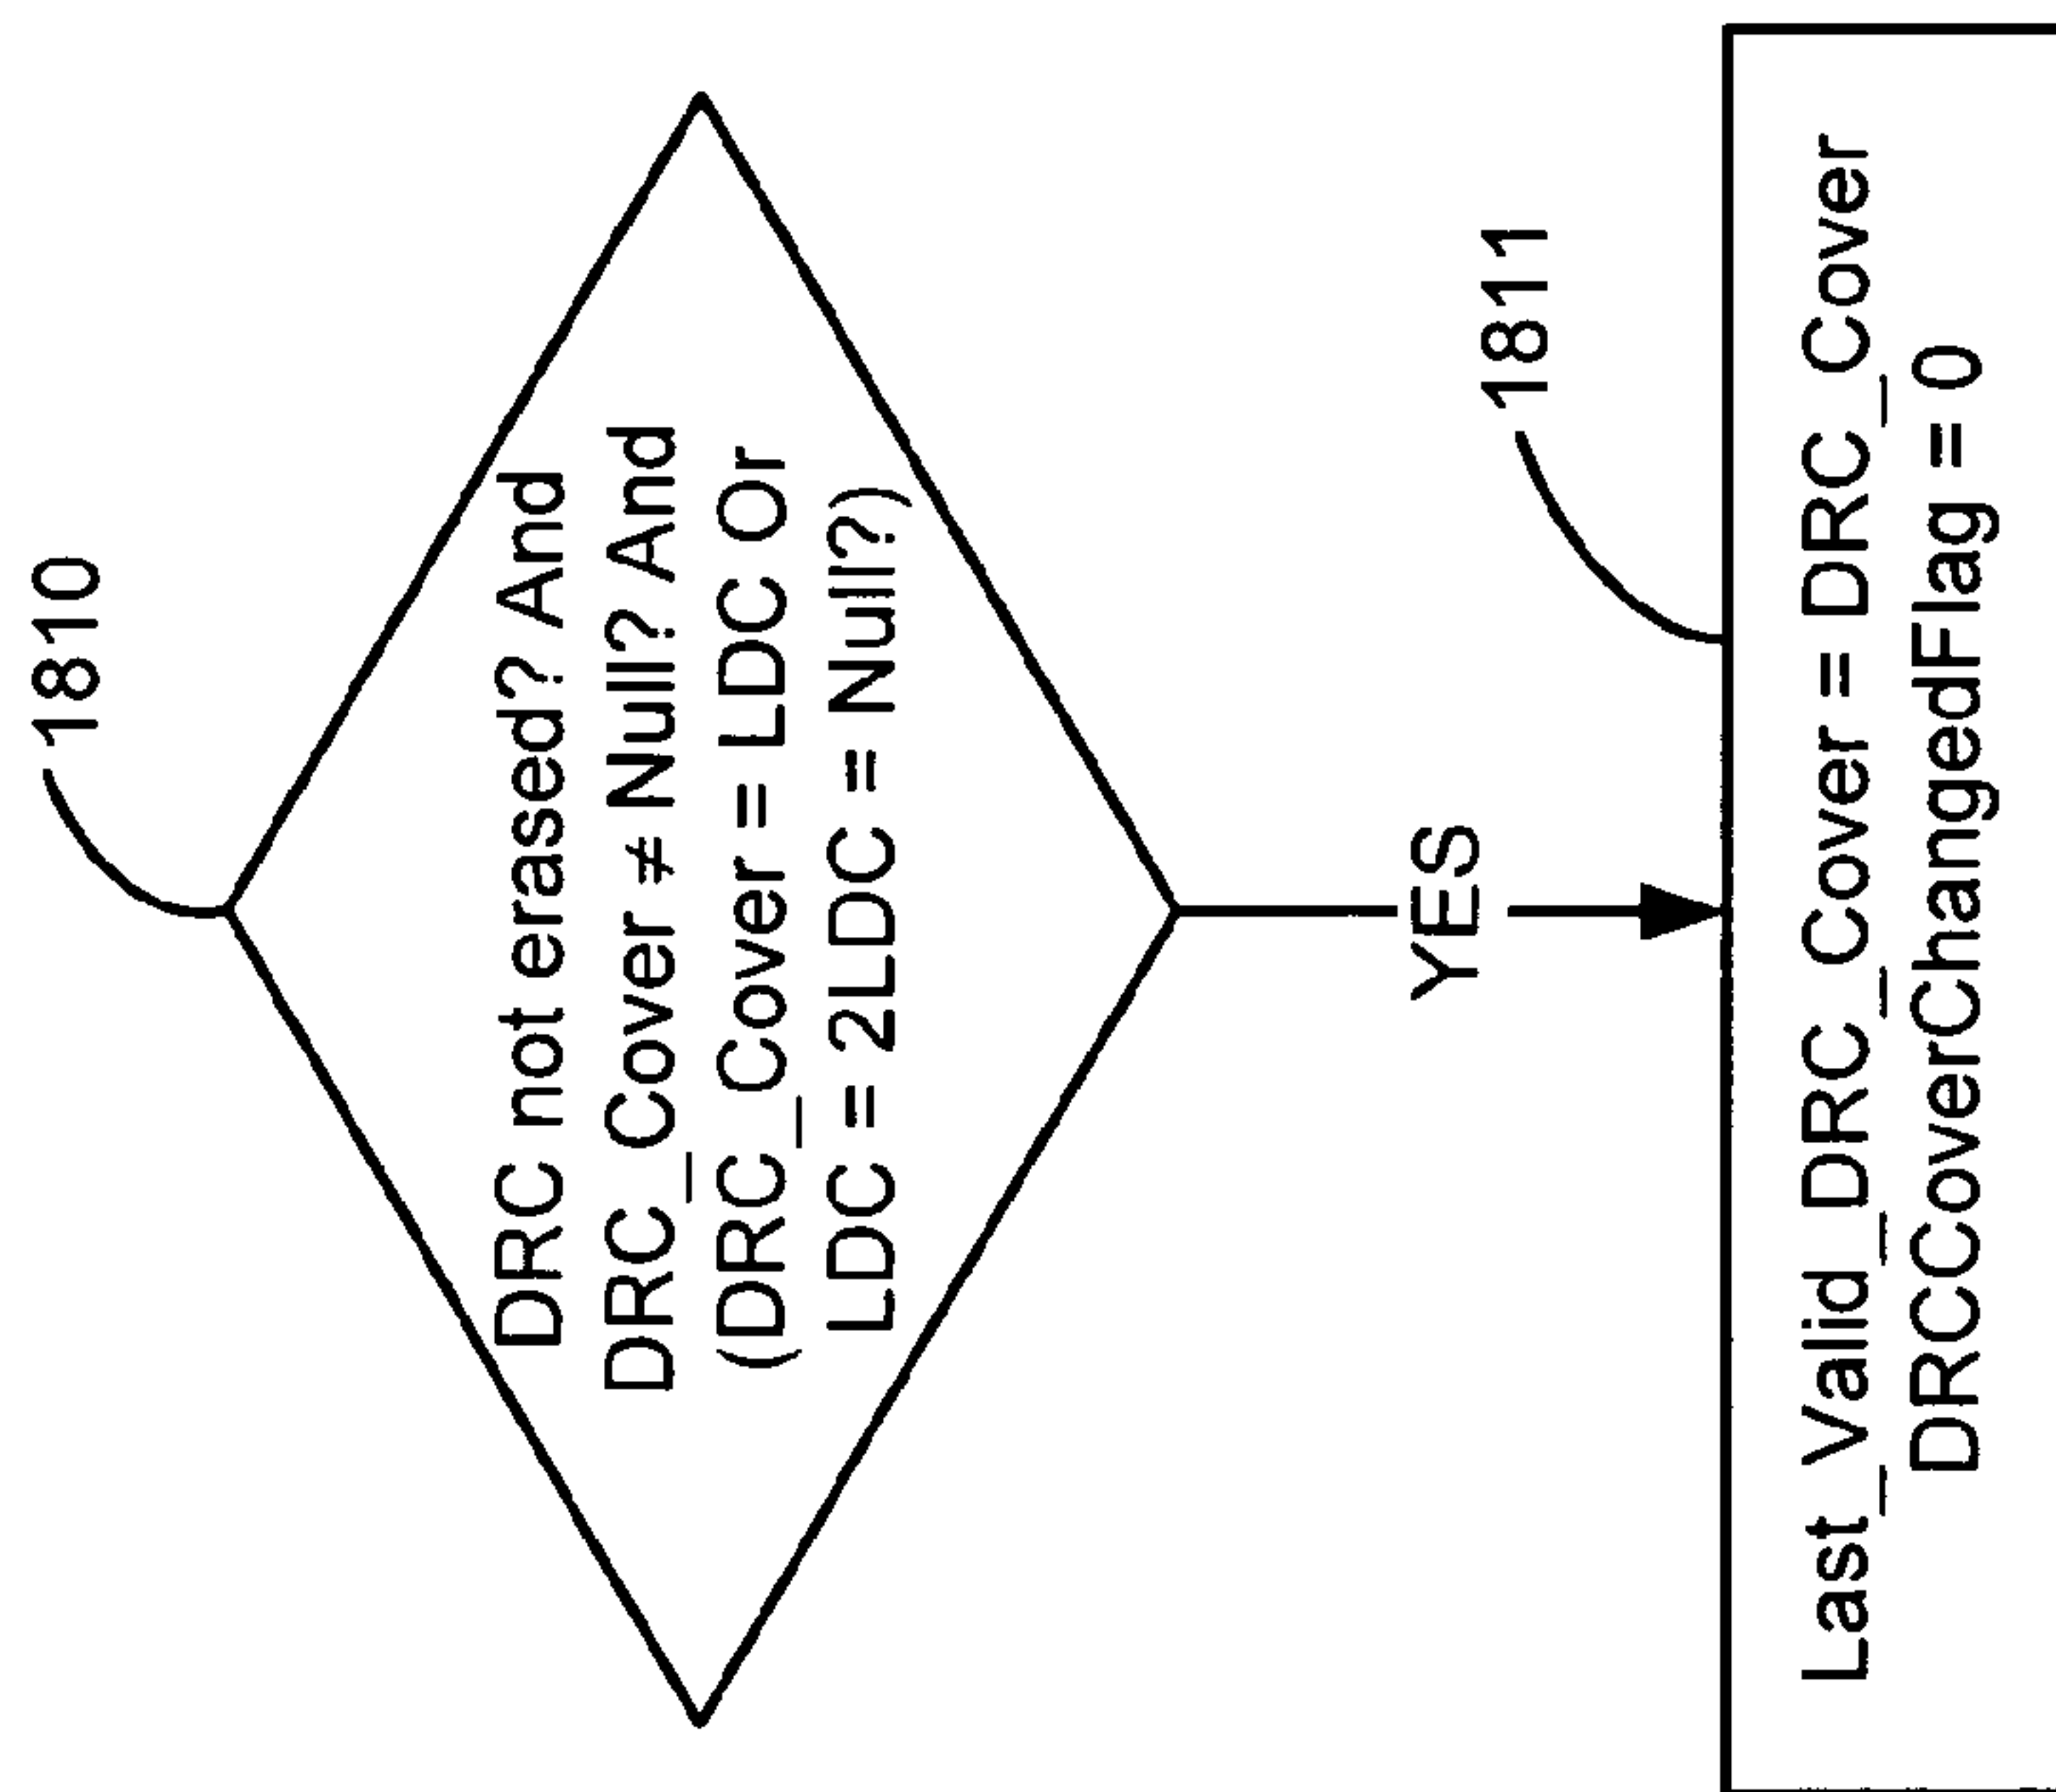 1810
DRC not erased? And
DRC_Cover ≠ Null? And
(DRC_Cover = LDC Or
LDC = 2LDC = Null?)
YES
1811
Last_Valid_DRC_Cover = DRC_Cover
DRCCoverChangedFlag = 0